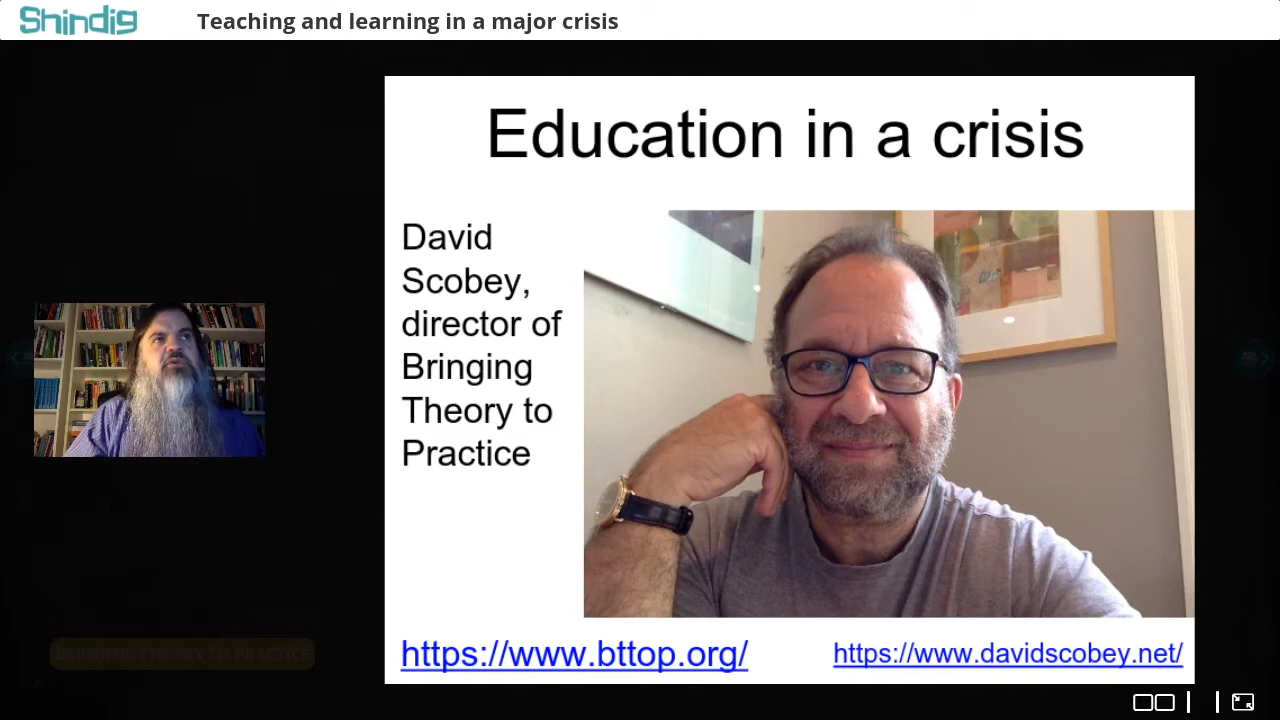 Shindig
Teaching and learning in a major crisis
Education in a crisis
David
Scobey,
director of
Bringing
Theory to
Practice
https://www.bttop.org/
https://www.davidscobey.net/